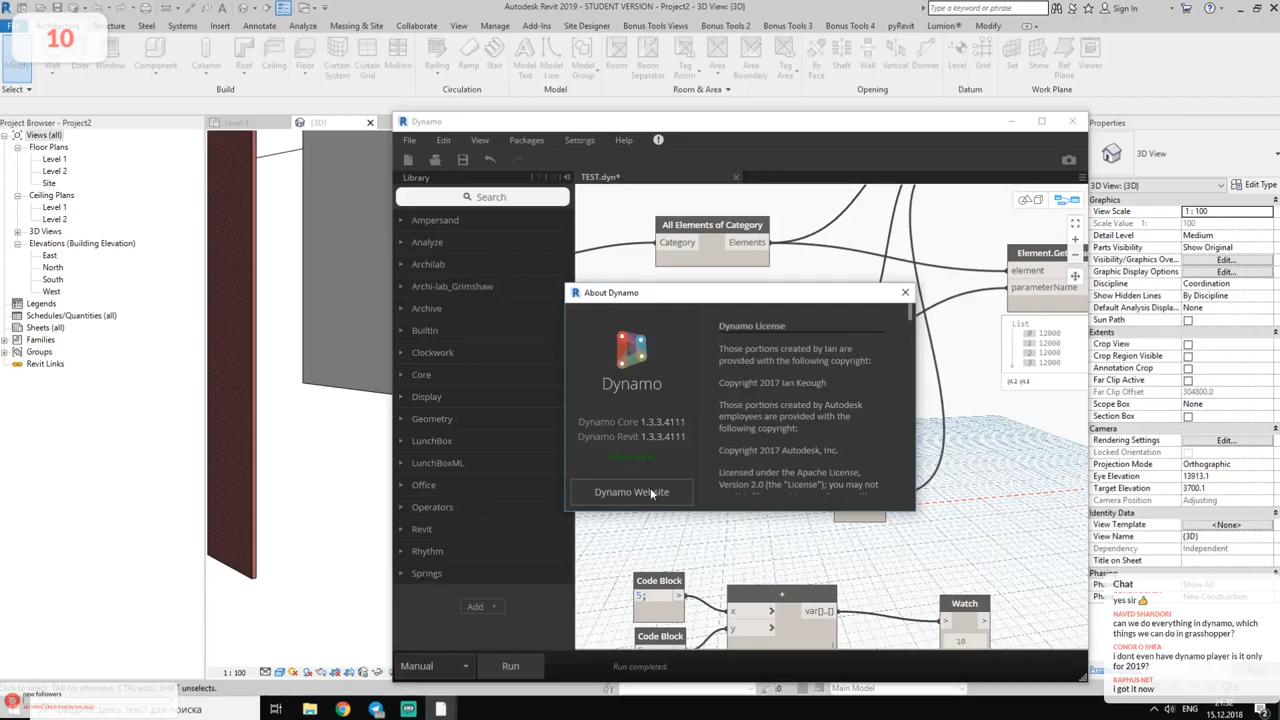 Autodesk Revit 2019 - STUDENT VERSION - Project2 - 3D View: {3D}
Type a keyword or phrase
Sign In
10
Structure
Insert
Annotate
Analyze
Massing & Site
Collaborate
View
Manage
Add-Ins
Site Designer
Bonus Tools Views
Bonus Tools 2
Bonus Tools 3
Bonus Tools 4
pyRevit
Lumion®
Modify
Modify
Wall
Door
Window
Component
Column
Roof
Ceiling
Floor
Curtain System
Curtain Grid
Mullion
Railing
Ramp
Stair
Model Text
Model Line
Model Group
Room
Room Separator
Tag Room
Area
Area Boundary
Tag Area
By Face
Shaft
Wall
Vertical
Dormer
Level
Grid
Set
Show
Ref Plane
Viewer
Select
Build
Circulation
Model
Room & Area
Opening
Datum
Work Plane
Project Browser - Project2
Views (all)
Floor Plans
Level 1
Level 2
Site
Ceiling Plans
Level 1
Level 2
3D Views
Elevations (Building Elevation)
East
North
South
West
Legends
Schedules/Quantities (all)
Sheets (all)
Families
Groups
Revit Links
Level 1
{3D}
Dynamo
File
Edit
View
Packages
Settings
Help
Library
TEST.dyn*
Search
Ampersand
Analyze
Archilab
Archi-lab_Grimshaw
Archive
BuiltIn
Clockwork
Core
Display
Geometry
LunchBox
LunchBoxML
Office
Operators
Revit
Rhythm
Springs
Add
Manual
Run
Run completed.
All Elements of Category
Category
Elements
Element.Get
element
parameterName
List
0 12000
1 12000
2 12000
3 12000
@L2 @L1
About Dynamo
Dynamo
Dynamo Core 1.3.3.4111
Dynamo Revit 1.3.3.4111
Dynamo Website
Dynamo License
Those portions created by Ian are
provided with the following copyright:
Copyright 2017 Ian Keough
Those portions created by Autodesk
employees are provided with the
following copyright:
Copyright 2017 Autodesk, Inc.
Licensed under the Apache License,
Version 2.0 (the "License"); you may not
Code Block
5;
>
Code Block
+
x >
y >
var[]..[]
Watch
> >
10
Properties
3D View
3D View: {3D}
Edit Type
Graphics
View Scale 1 : 100
Scale Value 1: 100
Detail Level Medium
Parts Visibility Show Original
Visibility/Graphics Ove... Edit...
Graphic Display Options Edit...
Discipline Coordination
Show Hidden Lines By Discipline
Default Analysis Displa... None
Sun Path
Extents
Crop View
Crop Region Visible
Annotation Crop
Far Clip Active
Far Clip Offset 304800.0
Scope Box None
Section Box
Camera
Rendering Settings Edit...
Locked Orientation
Projection Mode Orthographic
Eye Elevation 13913.1
Target Elevation 3700.1
Camera Position Adjusting
Identity Data
View Template <None>
View Name {3D}
Dependency Independent
Title on Sheet
Phasing
Chat
yes sir 👍
NAVED SHAKOORI
can we do everything in dynamo, which
things we can do in grasshopper?
CONOR O SHEA
i dont even have dynamo player is it only
for 2019?
RAPHUS NET
i got it now
1 : 100
unselects.
:0
Main Model
new followers
ENG
15.12.2018
2